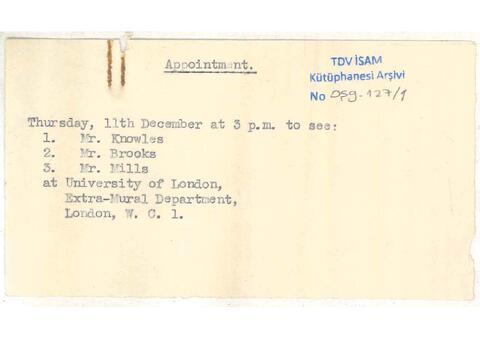 Appointment.
TDV İSAM
Kütüphanesi Arşivi
No OŞG-127/1
Thursday, 11th December at 3 p.m. to see:
1. Mr. Knowles
2. Mr. Brooks
3. Mr. Mills
at University of London,
Extra-Mural Department,
London, W. C. 1.